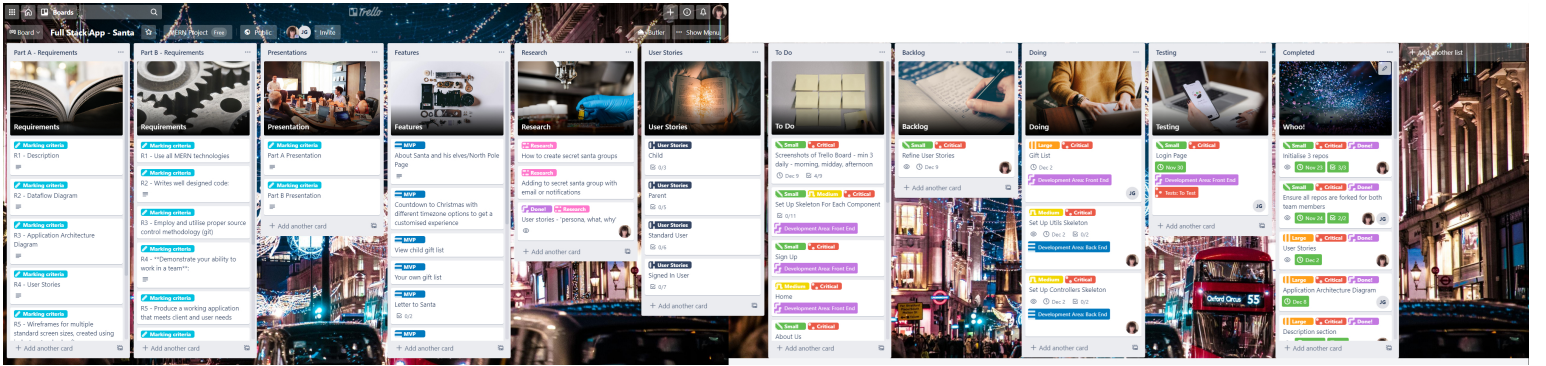 Boards
Trello
Board
Full Stack App - Santa
MERN Project
Free
Public
JG
Invite
Butler
Show Menu
Part A - Requirements
Requirements
Marking criteria
R1 - Description
Marking criteria
R2 - Dataflow Diagram
Marking criteria
R3 - Application Architecture
Diagram
Marking criteria
R4 - User Stories
Marking criteria
R5 - Wireframes for multiple
standard screen sizes, created using
+ Add another card
Part B - Requirements
Requirements
Marking criteria
R1 - Use all MERN technologies
Marking criteria
R2 - Writes well designed code:
Marking criteria
R3 - Employ and utilise proper source
control methodology (git)
Marking criteria
R4 - **Demonstrate your ability to
work in a team**:
Marking criteria
R5 - Produce a working application
that meets client and user needs
Marking criteria
+ Add another card
Presentations
Presentation
Marking criteria
Part A Presentation
Marking criteria
Part B Presentation
+ Add another card
Features
Features
MVP
About Santa and his elves/North Pole
Page
MVP
Countdown to Christmas with
different timezone options to get a
customised experience
MVP
View child gift list
MVP
Your own gift list
MVP
Letter to Santa
0/2
MVP
+ Add another card
Research
Research
Research
How to create secret santa groups
Research
Adding to secret santa group with
email or notifications
Done! Research
User stories - 'persona, what, why'
+ Add another card
User Stories
User Stories
User Stories
Child
0/3
User Stories
Parent
0/5
User Stories
Standard User
0/6
User Stories
Signed In User
0/7
+ Add another card
To Do
To Do
Small Critical
Screenshots of Trello Board - min 3
daily - morning, midday, afternoon
Dec 9 4/9
Small Medium Critical
Set Up Skeleton For Each Component
0/11
Development Area: Front End
Small Critical
Sign Up
Development Area: Front End
Medium Critical
Home
Development Area: Front End
Small Critical
About Us
+ Add another card
Backlog
Backlog
Small Critical
Refine User Stories
Dec 9
+ Add another card
Doing
Doing
Large Critical
Gift List
Dec 2
Development Area: Front End
JG
Medium Critical
Set Up Utils Skeleton
Dec 2 0/2
Development Area: Back End
Medium Critical
Set Up Controllers Skeleton
Dec 2 0/2
Development Area: Back End
+ Add another card
Testing
Testing
Small Critical
Login Page
Nov 30
Development Area: Front End
Tests: To Test
JG
+ Add another card
Oxford Circus 55
Completed
Whoo!
Small Critical Done!
Initialise 3 repos
Nov 23 3/3
Small Critical Done!
Ensure all repos are forked for both
team members
Nov 24 2/2
JG
Large Critical Done!
User Stories
Dec 2
Large Critical Done!
Application Architecture Diagram
Dec 8
JG
Large Critical Done!
Description section
+ Add another card
+ Add another list